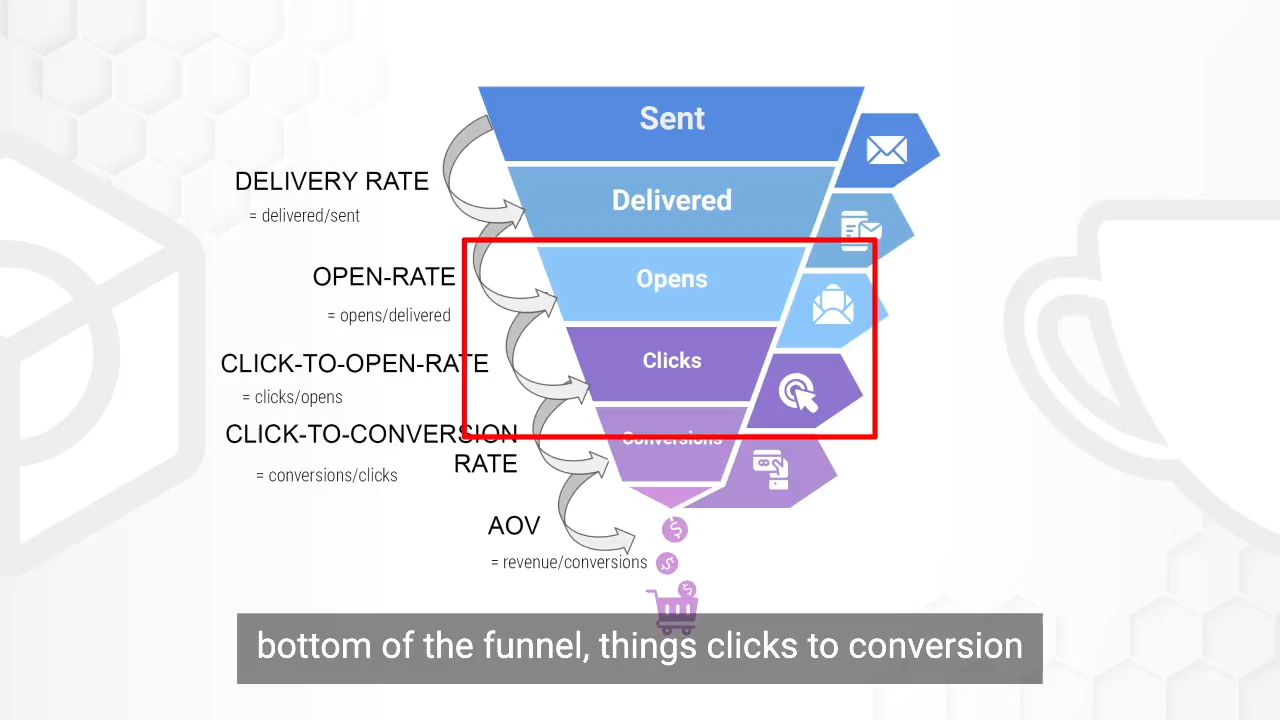 Sent
DELIVERY RATE
= delivered/sent
Delivered
OPEN-RATE
= opens/delivered
Opens
CLICK-TO-OPEN-RATE
= clicks/opens
Clicks
CLICK-TO-CONVERSION
RATE
= conversions/clicks
Conversions
AOV
= revenue/conversions
bottom of the funnel, things clicks to conversion